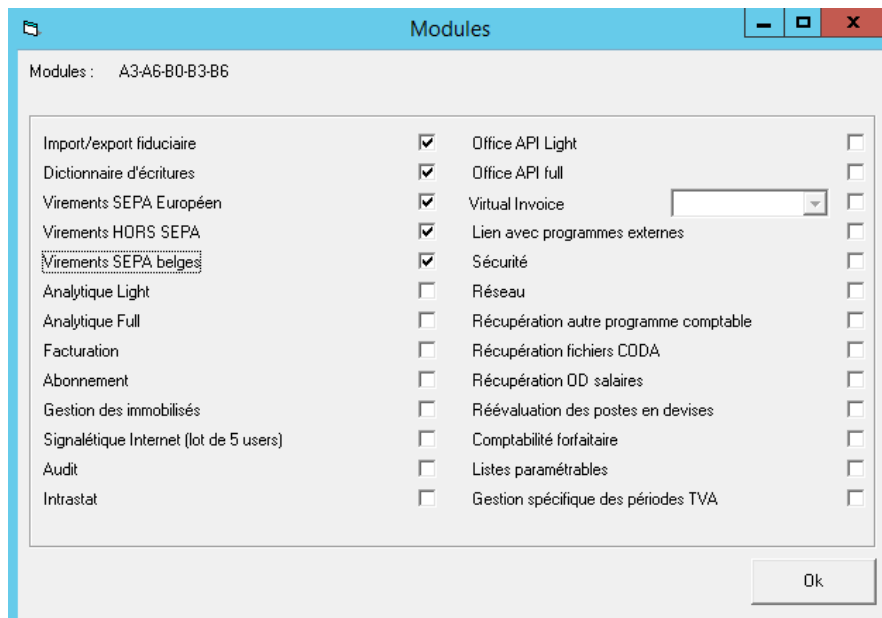 Modules
Modules : A3-A6-B0-B3-B6
Import/export fiduciaire
Dictionnaire d'écritures
Virements SEPA Européen
Virements HORS SEPA
Virements SEPA belges
Analytique Light
Analytique Full
Facturation
Abonnement
Gestion des immobilisés
Signalétique Internet (lot de 5 users)
Audit
Intrastat
Office API Light
Office API full
Virtual Invoice
Lien avec programmes externes
Sécurité
Réseau
Récupération autre programme comptable
Récupération fichiers CODA
Récupération OD salaires
Réévaluation des postes en devises
Comptabilité forfaitaire
Listes paramétrables
Gestion spécifique des périodes TVA
Ok